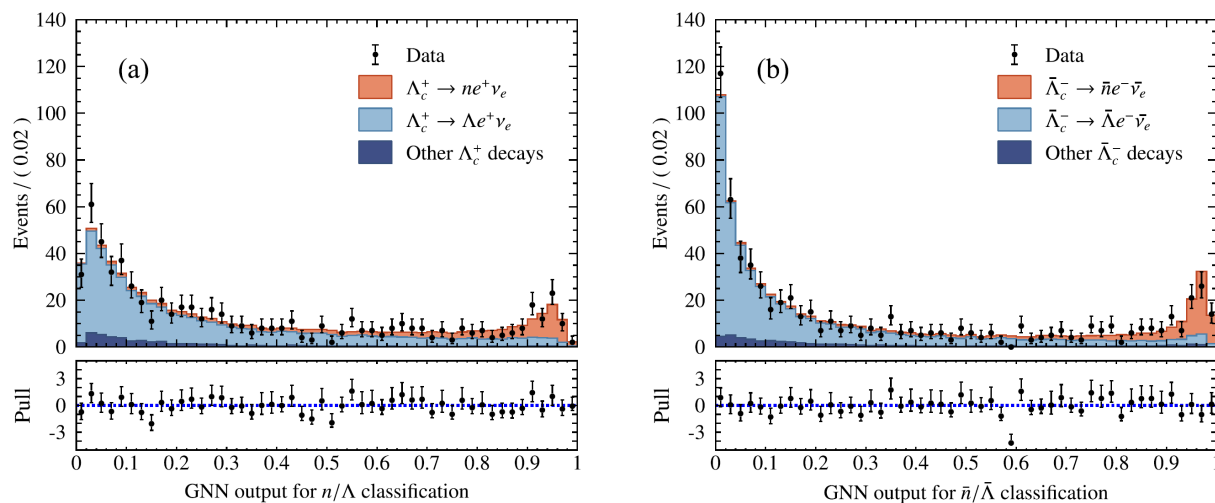 140
120
100
80
60
40
20
0
Events / ( 0.02 )
(a)
Data
Λc⁺ → ne⁺νe
Λc⁺ → Λe⁺νe
Other Λc⁺ decays
3
0
-3
Pull
0 0.1 0.2 0.3 0.4 0.5 0.6 0.7 0.8 0.9 1
GNN output for n/Λ classification
140
120
100
80
60
40
20
0
Events / ( 0.02 )
(b)
Data
Λ̄c⁻ → n̄e⁻ν̄e
Λ̄c⁻ → Λ̄e⁻ν̄e
Other Λ̄c⁻ decays
3
0
-3
Pull
0 0.1 0.2 0.3 0.4 0.5 0.6 0.7 0.8 0.9 1
GNN output for n̄/Λ̄ classification